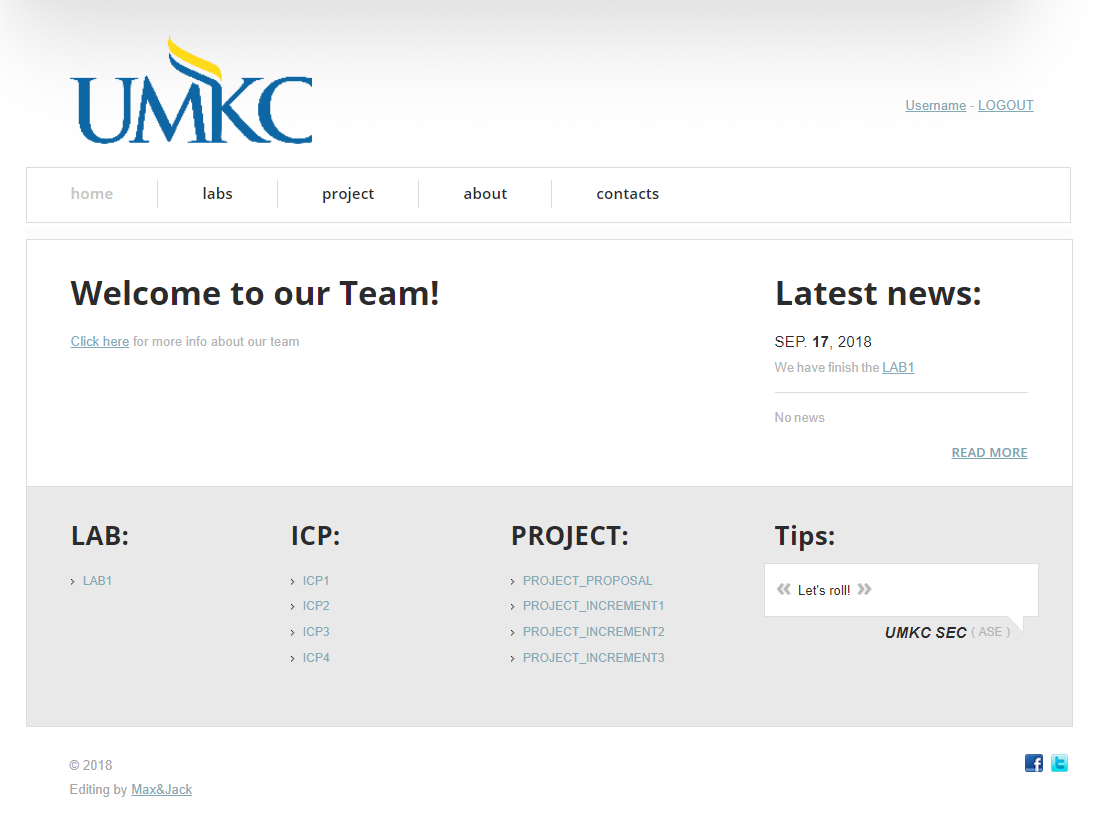 UMKC
Username - LOGOUT
home
labs
project
about
contacts
Welcome to our Team!
Click here for more info about our team
Latest news:
SEP. 17, 2018
We have finish the LAB1
No news
READ MORE
LAB:
LAB1
ICP:
ICP1
ICP2
ICP3
ICP4
PROJECT:
PROJECT_PROPOSAL
PROJECT_INCREMENT1
PROJECT_INCREMENT2
PROJECT_INCREMENT3
Tips:
« Let's roll! »
UMKC SEC ( ASE )
© 2018
Editing by Max&Jack